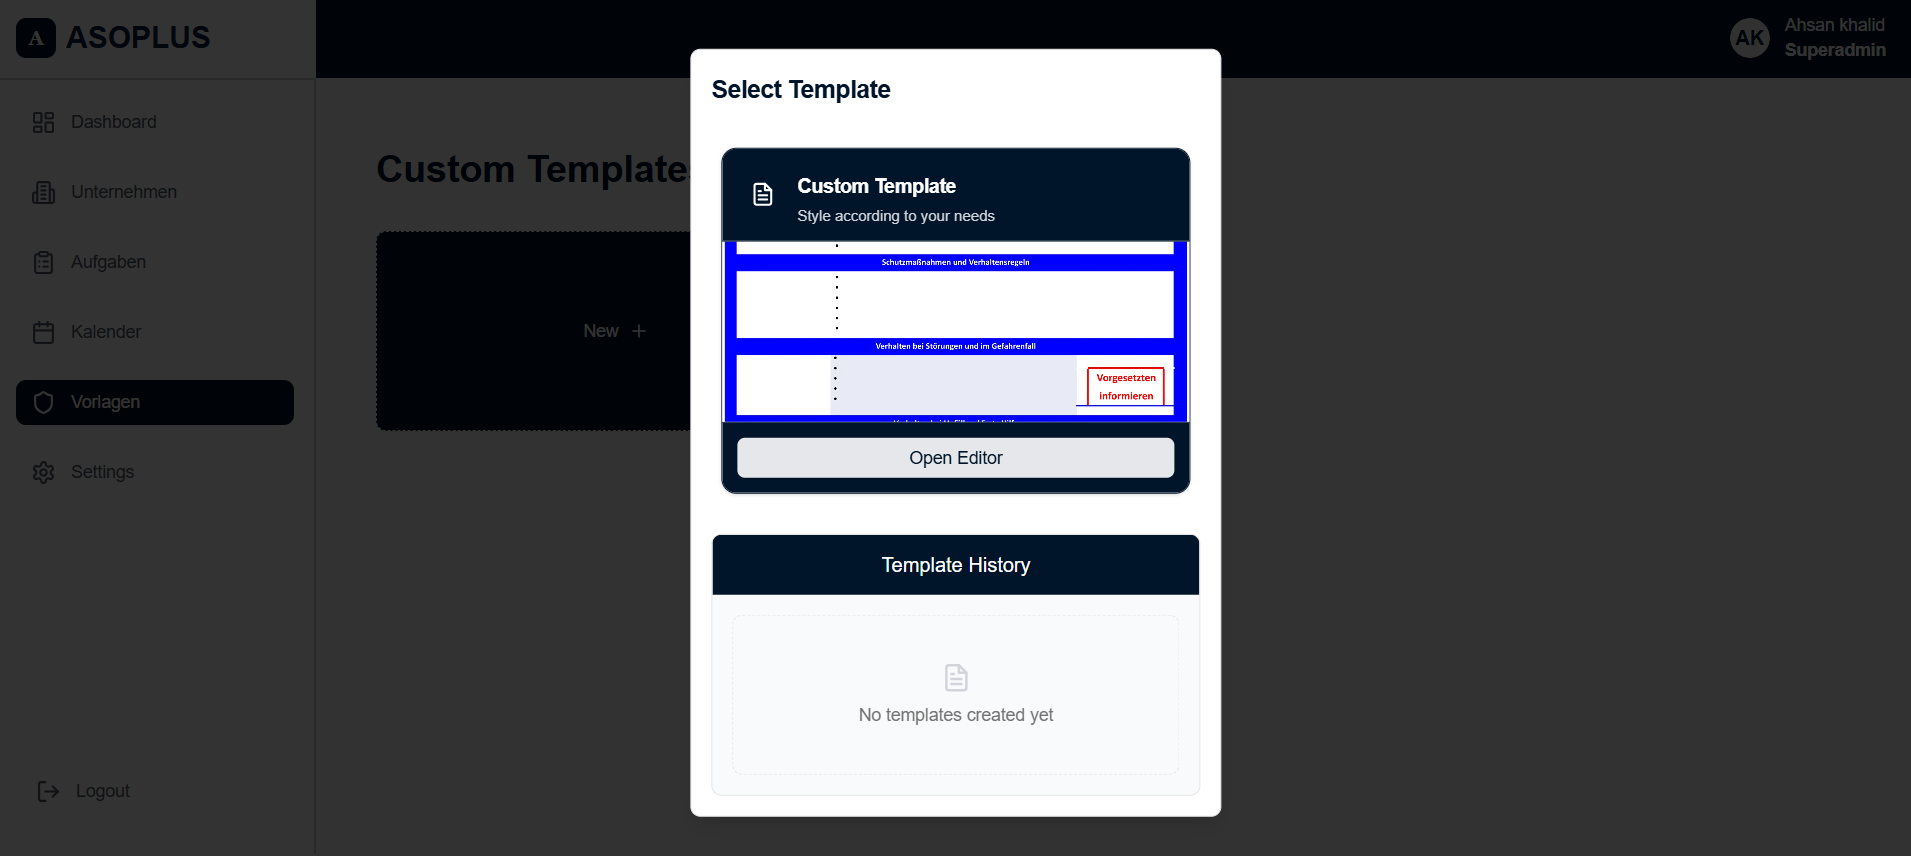 A ASOPLUS
Ahsan khalid
AK
Superadmin
Dashboard
Unternehmen
Aufgaben
Kalender
Vorlagen
Settings
Logout
Custom Templates
New +
Select Template
Custom Template
Style according to your needs
Schutzmaßnahmen und Verhaltensregeln
Verhalten bei Störungen und im Gefahrenfall
Vorgesetzten
informieren
Open Editor
Template History
No templates created yet